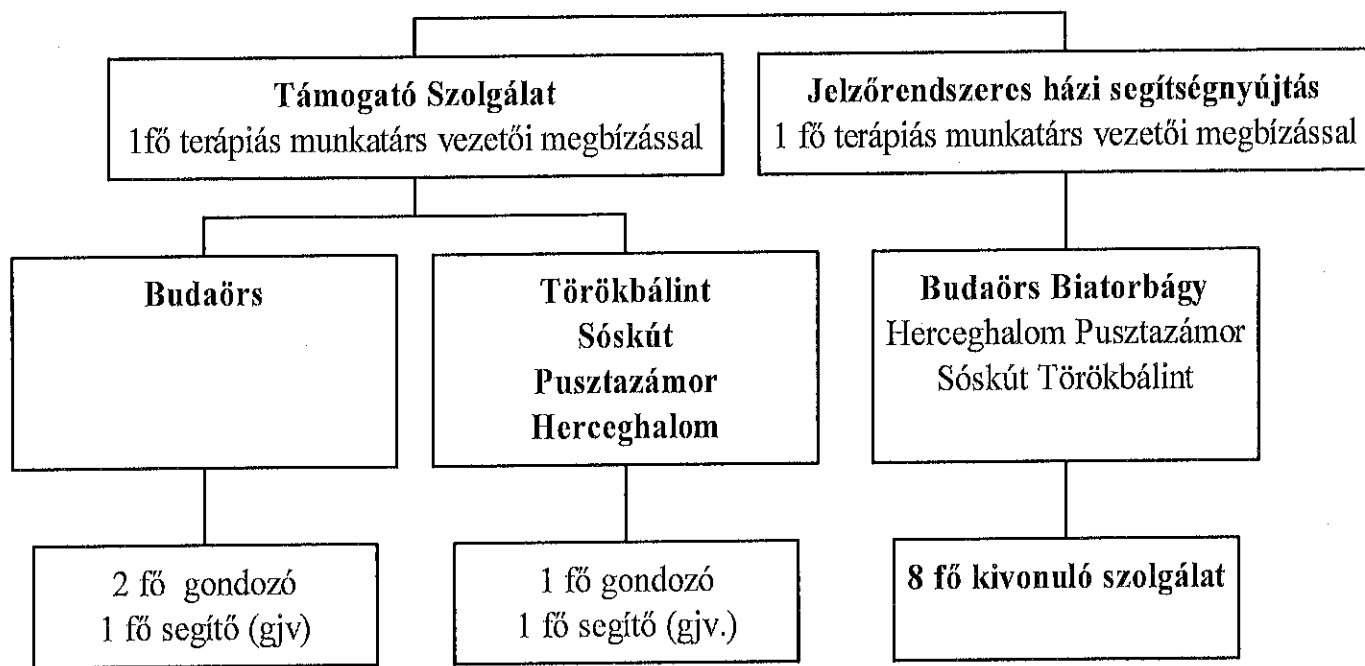 Támogató Szolgálat
1fő terápiás munkatárs vezetői megbízással
Jelzőrendszeres házi segítségnyújtás
1 fő terápiás munkatárs vezetői megbízással
Budaörs
Törökbálint
Sóskút
Pusztazámor
Herceghalom
Budaörs Biatorbágy
Herceghalom Pusztazámor
Sóskút Törökbálint
2 fő gondozó
1 fő segítő (gjv)
1 fő gondozó
1 fő segítő (gjv.)
8 fő kivonuló szolgálat